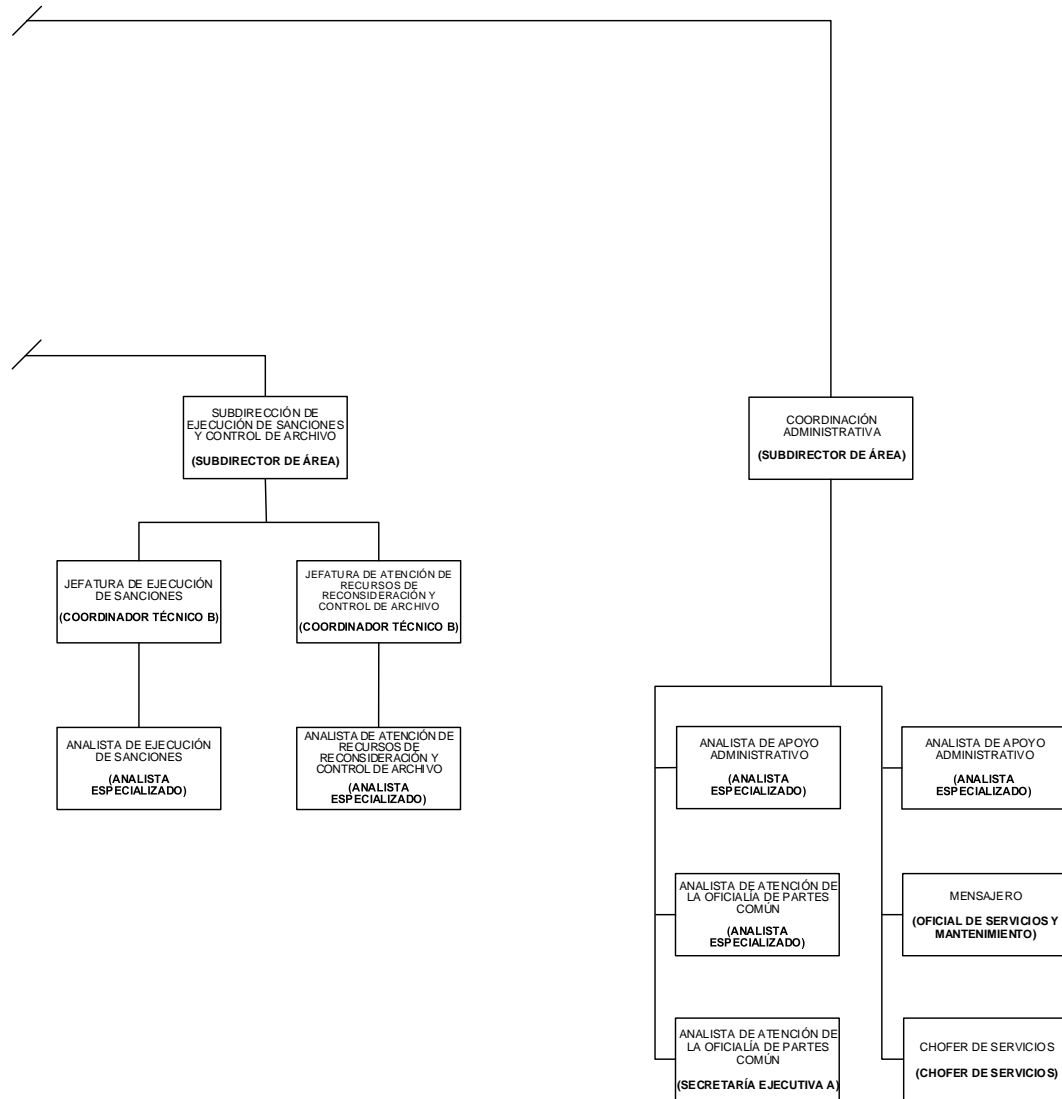 SUBDIRECCIÓN DE
EJECUCIÓN DE SANCIONES
Y CONTROL DE ARCHIVO
(SUBDIRECTOR DE ÁREA)
COORDINACIÓN
ADMINISTRATIVA
(SUBDIRECTOR DE ÁREA)
JEFATURA DE EJECUCIÓN
DE SANCIONES
(COORDINADOR TÉCNICO B)
JEFATURA DE ATENCIÓN DE
RECURSOS DE
RECONSIDERACIÓN Y
CONTROL DE ARCHIVO
(COORDINADOR TÉCNICO B)
ANALISTA DE EJECUCIÓN
DE SANCIONES
(ANALISTA
ESPECIALIZADO)
ANALISTA DE ATENCIÓN DE
RECURSOS DE
RECONSIDERACIÓN Y
CONTROL DE ARCHIVO
(ANALISTA
ESPECIALIZADO)
ANALISTA DE APOYO
ADMINISTRATIVO
(ANALISTA
ESPECIALIZADO)
ANALISTA DE APOYO
ADMINISTRATIVO
(ANALISTA
ESPECIALIZADO)
ANALISTA DE ATENCIÓN DE
LA OFICIALÍA DE PARTES
COMÚN
(ANALISTA
ESPECIALIZADO)
MENSAJERO
(OFICIAL DE SERVICIOS Y
MANTENIMIENTO)
ANALISTA DE ATENCIÓN DE
LA OFICIALÍA DE PARTES
COMÚN
(SECRETARÍA EJECUTIVA A)
CHOFER DE SERVICIOS
(CHOFER DE SERVICIOS)